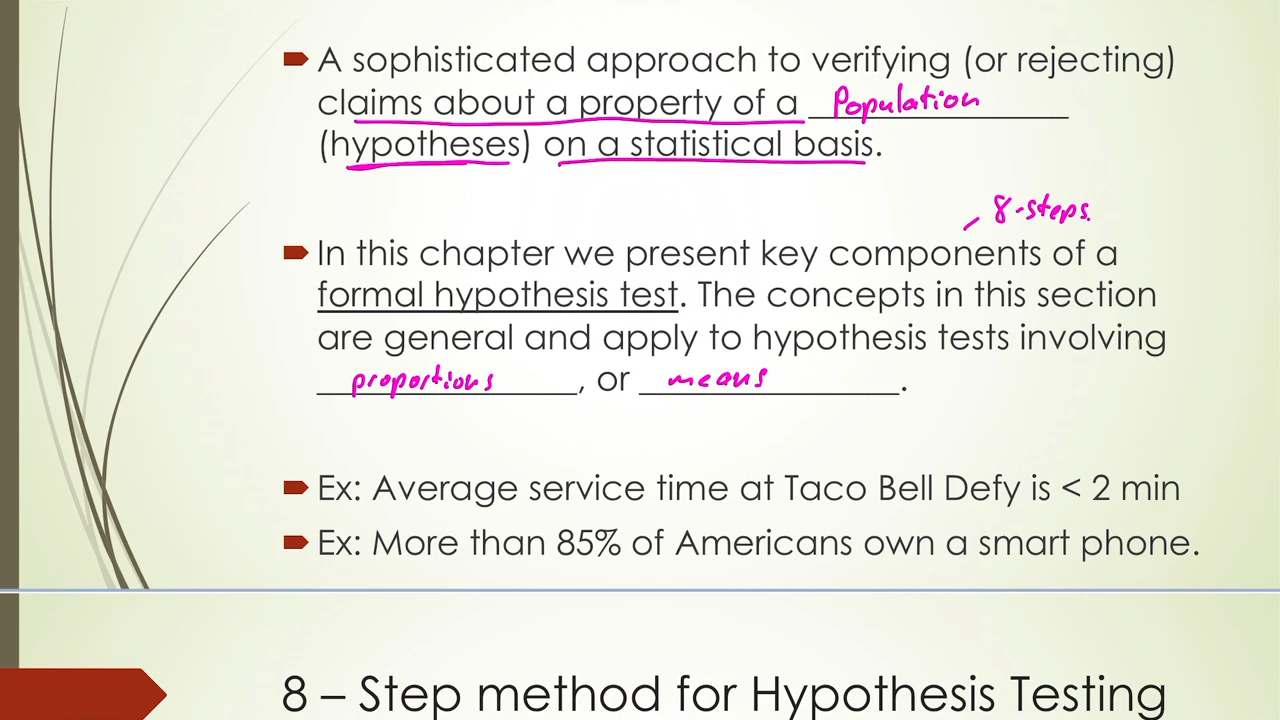 A sophisticated approach to verifying (or rejecting)
claims about a property of a Population
(hypotheses) on a statistical basis.
8-steps.
In this chapter we present key components of a
formal hypothesis test. The concepts in this section
are general and apply to hypothesis tests involving
proportions, or means.
Ex: Average service time at Taco Bell Defy is < 2 min
Ex: More than 85% of Americans own a smart phone.
8 – Step method for Hypothesis Testing